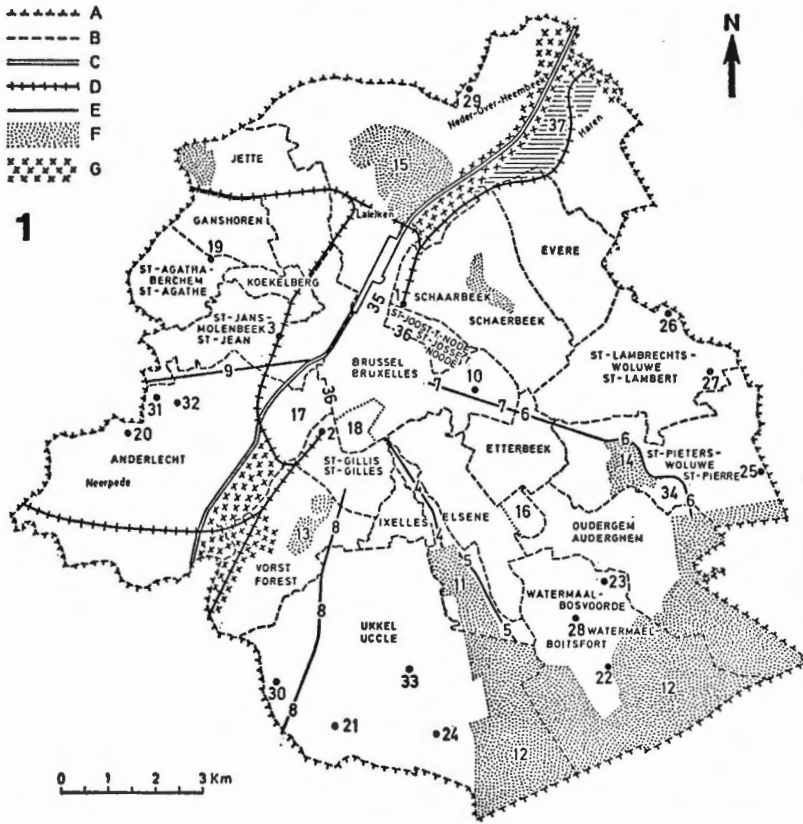 A
B
C
D
E
F
G
1
N
29
Neder-Over-Heembeek
37
Haren
JETTE
15
Lae(e)ken
GANSHOREN
19
ST-AGATHA-
BERCHEM
ST-AGATHE
KOEKELBERG
EVERE
SCHAARBEEK
SCHAERBEEK
35
ST-JOOST-T-NODE
ST-JOSSE-T-
NOODE
36
ST-JANS-
MOLENBEEK
ST-JEAN
3
26
ST-LAMBRECHTS-
WOLUWE
ST-LAMBERT
27
BRUSSEL
BRUXELLES
9
10
7
7
6
36
31
32
20
ANDERLECHT
Neerpede
17
18
2
ST-GILLIS
ST-GILLES
ETTERBEEK
6
14
ST-PIETERS-
WOLUWE
ST-PIERRE
25
34
6
16
8
IXELLES
ELSENE
OUDERGEM
AUDERGHEM
13
VORST
FOREST
11
5
23
WATERMAAL-
BOSVOORDE
8
28
WATERMAEL
BOITSFORT
5
UKKEL
UCCLE
22
30
33
8
12
21
24
12
0 1 2 3 Km